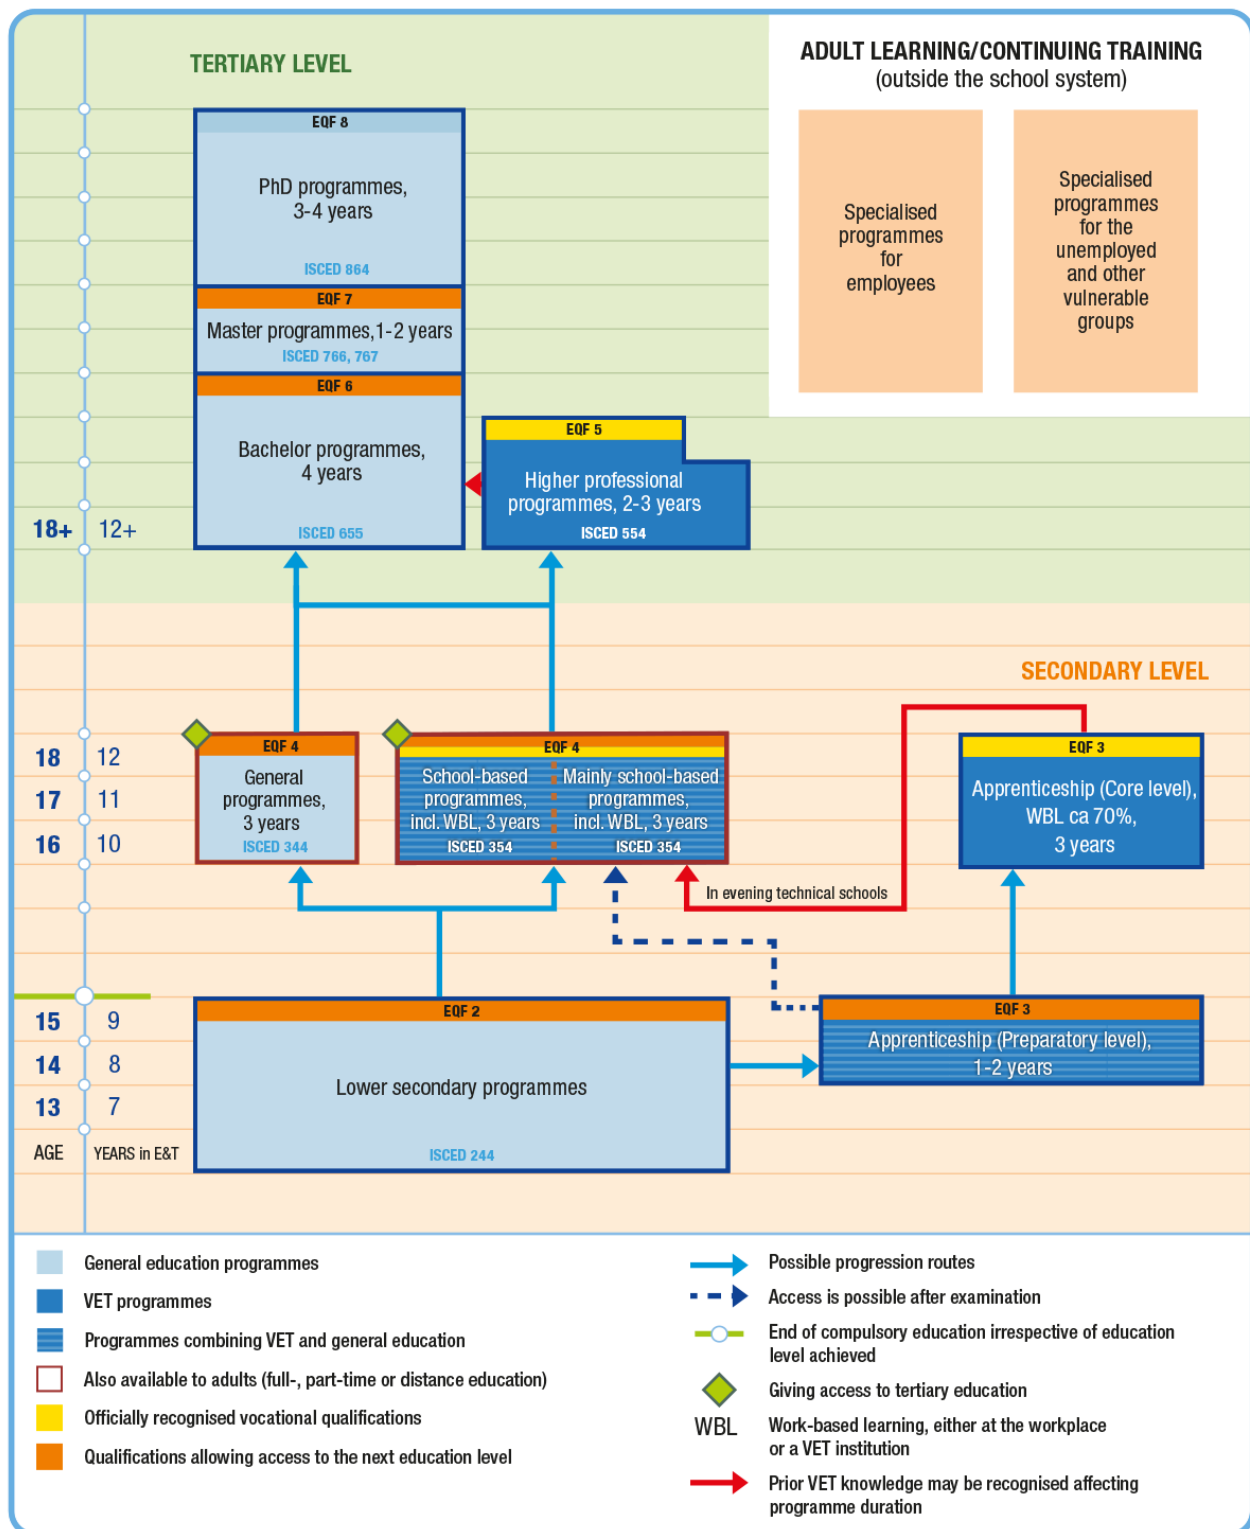 TERTIARY LEVEL
ADULT LEARNING/CONTINUING TRAINING
(outside the school system)
Specialised
programmes
for
employees
Specialised
programmes
for the
unemployed
and other
vulnerable
groups
EQF 8
PhD programmes,
3-4 years
ISCED 864
EQF 7
Master programmes,1-2 years
ISCED 766, 767
EQF 6
Bachelor programmes,
4 years
ISCED 655
EQF 5
Higher professional
programmes, 2-3 years
ISCED 554
18+ 12+
SECONDARY LEVEL
18 12
17 11
16 10
EQF 4
General
programmes,
3 years
ISCED 344
EQF 4
School-based
programmes,
incl. WBL, 3 years
ISCED 354
Mainly school-based
programmes,
incl. WBL, 3 years
ISCED 354
EQF 3
Apprenticeship (Core level),
WBL ca 70%,
3 years
In evening technical schools
15 9
14 8
13 7
AGE YEARS in E&T
EQF 2
Lower secondary programmes
ISCED 244
EQF 3
Apprenticeship (Preparatory level),
1-2 years
General education programmes
VET programmes
Programmes combining VET and general education
Also available to adults (full-, part-time or distance education)
Officially recognised vocational qualifications
Qualifications allowing access to the next education level
Possible progression routes
Access is possible after examination
End of compulsory education irrespective of education
level achieved
Giving access to tertiary education
WBL Work-based learning, either at the workplace
or a VET institution
Prior VET knowledge may be recognised affecting
programme duration